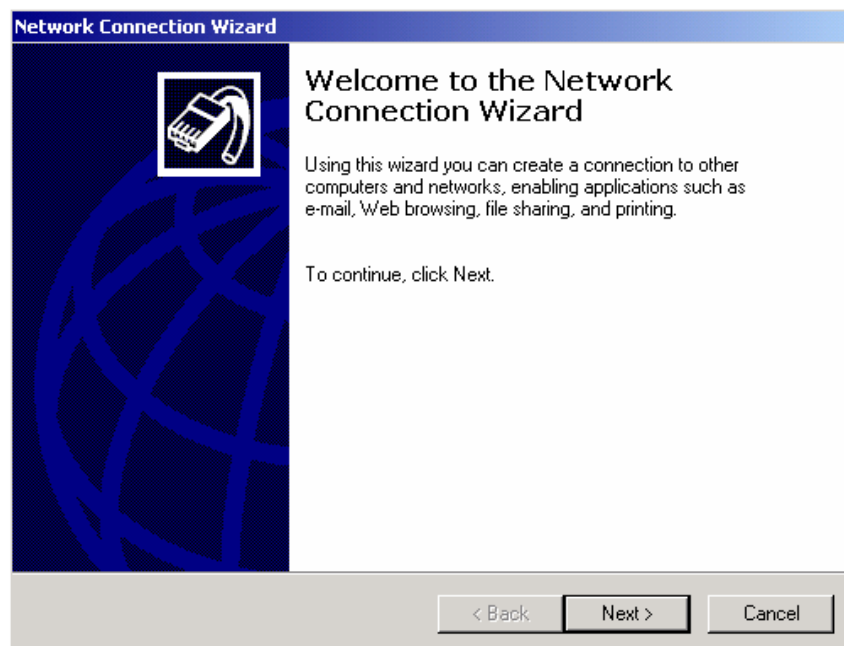 Network Connection Wizard
Welcome to the Network
Connection Wizard
Using this wizard you can create a connection to other
computers and networks, enabling applications such as
e-mail, Web browsing, file sharing, and printing.
To continue, click Next.
< Back Next > Cancel